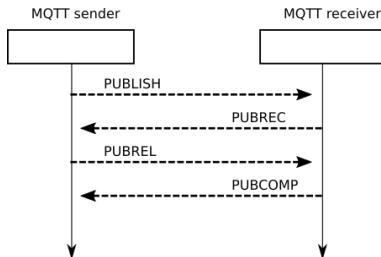 MQTT sender
MQTT receiver
PUBLISH
PUBREC
PUBREL
PUBCOMP